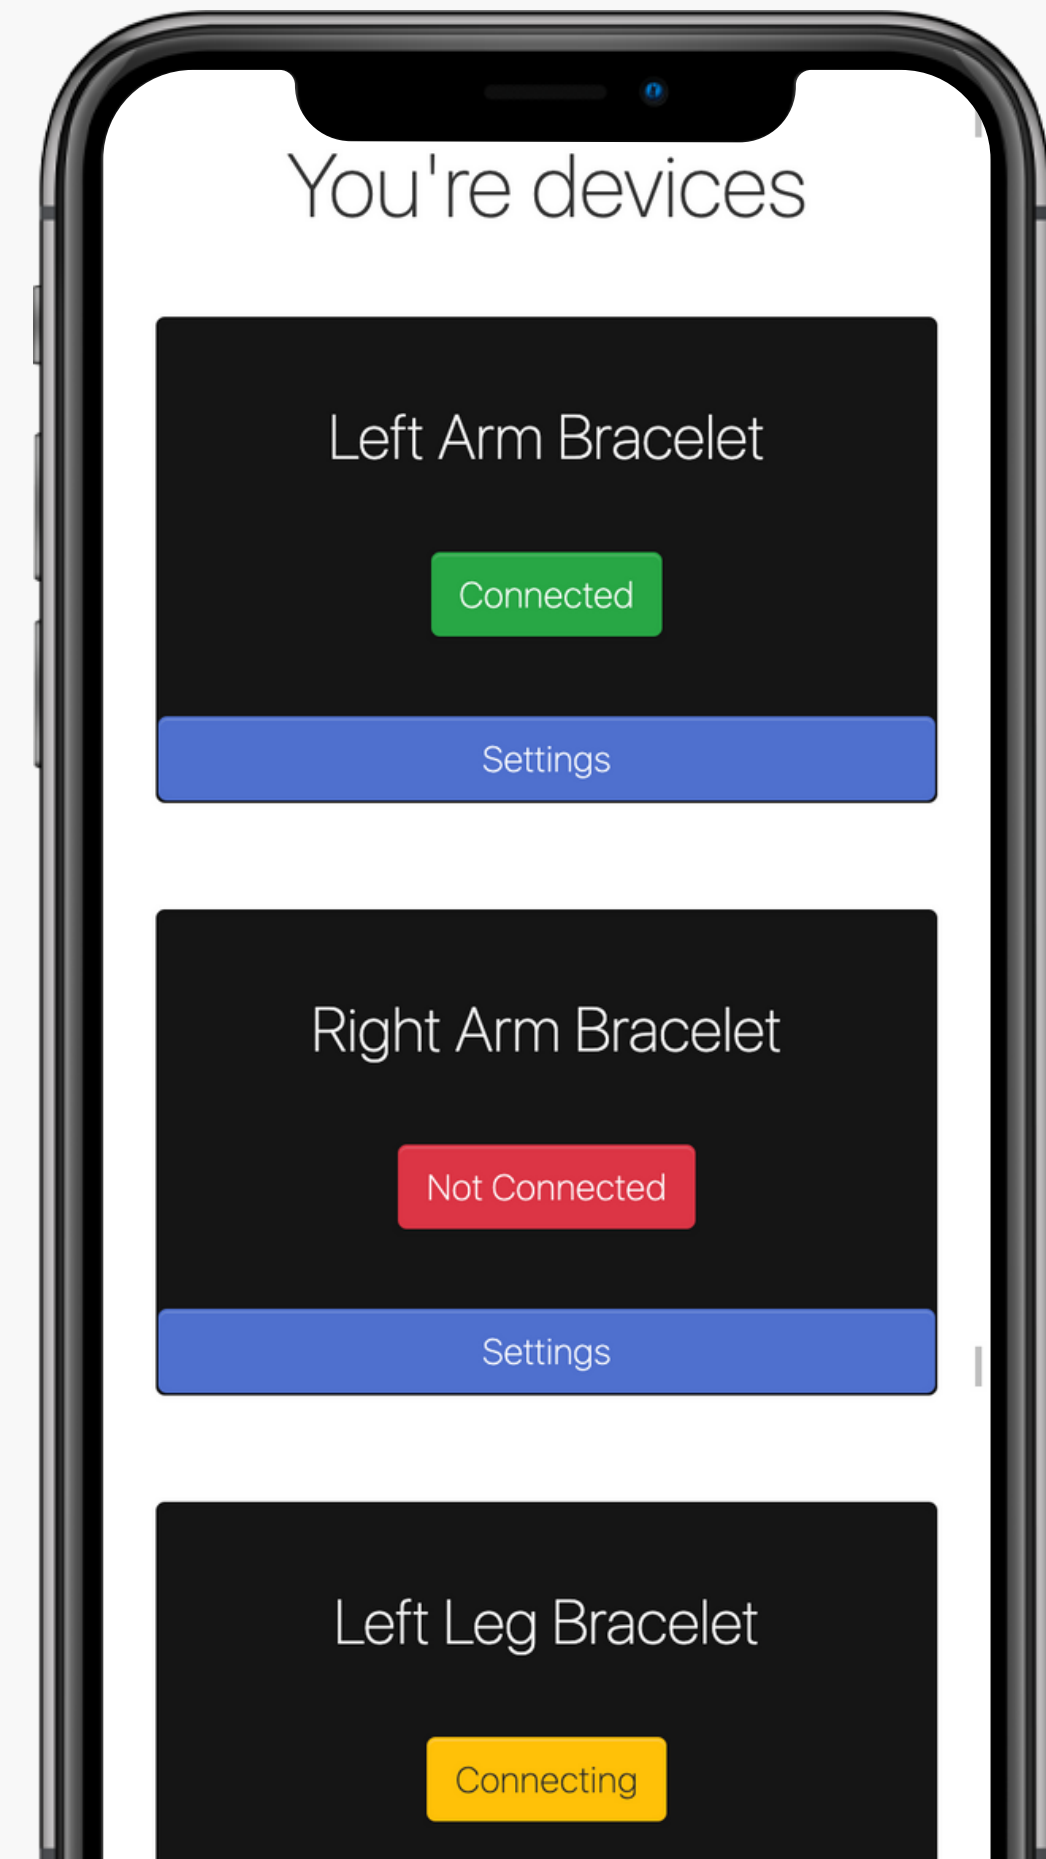 You're devices
Left Arm Bracelet
Connected
Settings
Right Arm Bracelet
Not Connected
Settings
Left Leg Bracelet
Connecting